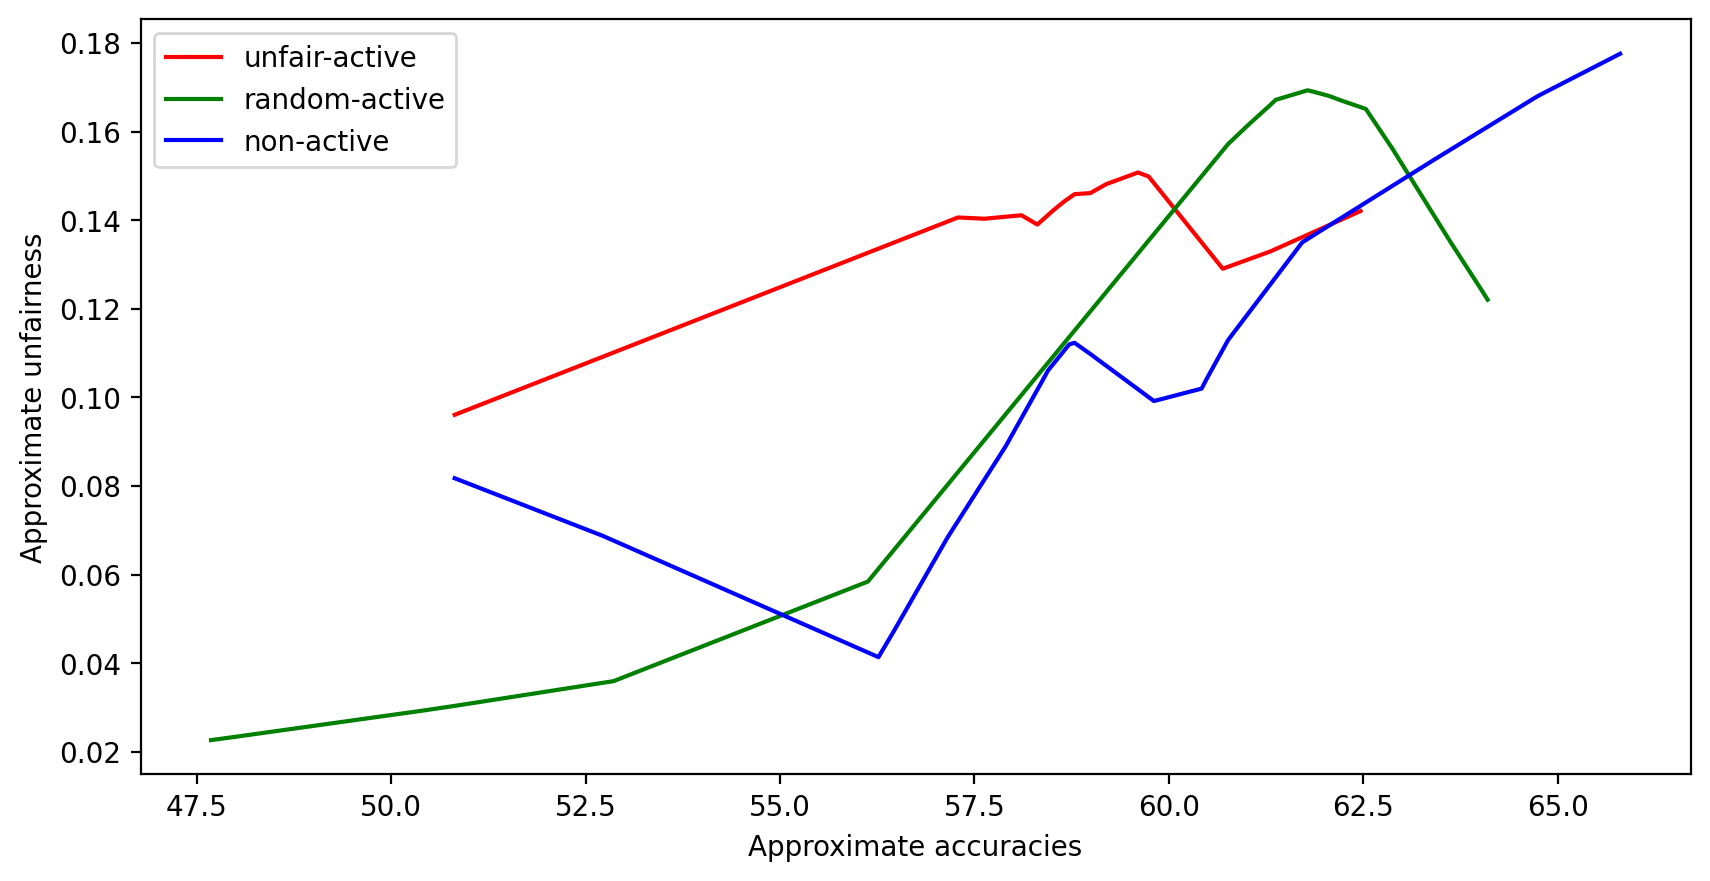 unfair-active
random-active
non-active
0.18
0.16
0.14
0.12
0.10
0.08
0.06
0.04
0.02
Approximate unfairness
47.5 50.0 52.5 55.0 57.5 60.0 62.5 65.0
Approximate accuracies